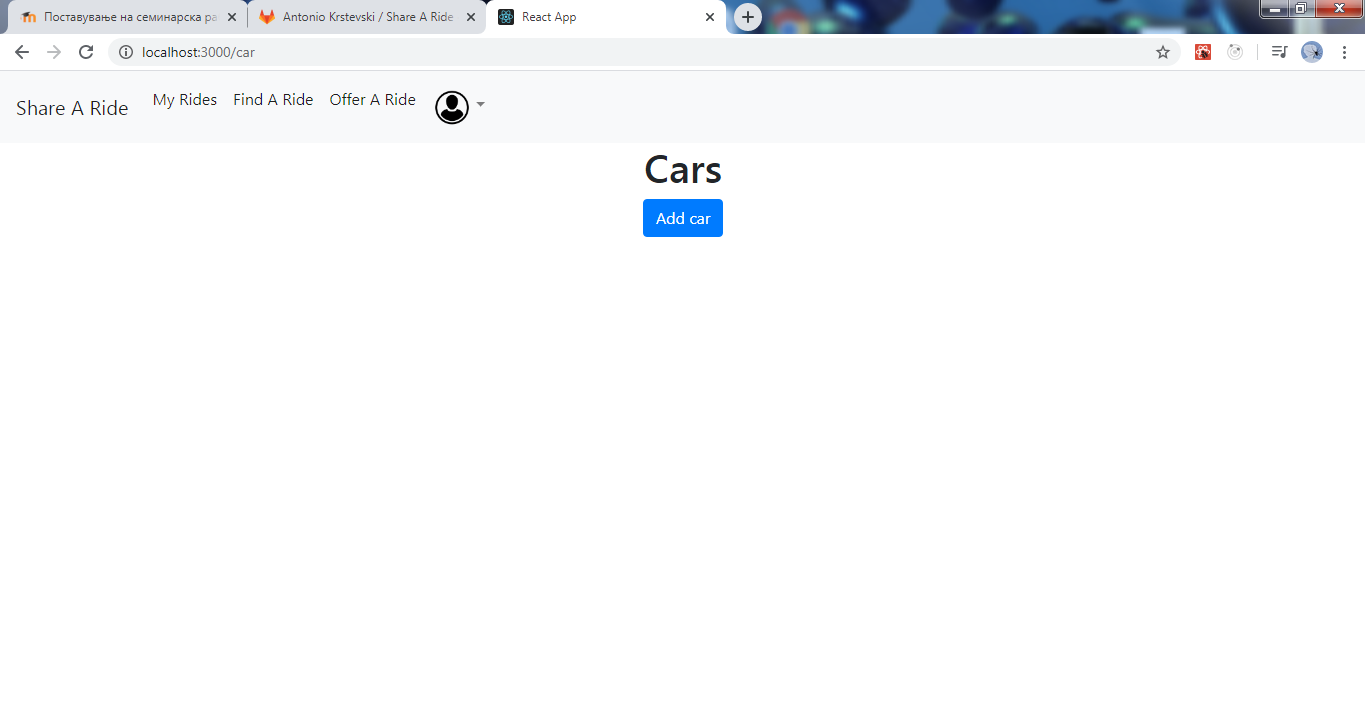 Поставување на семинарска ра
Antonio Krstevski / Share A Ride
React App
localhost:3000/car
Share A Ride
My Rides
Find A Ride
Offer A Ride
Cars
Add car